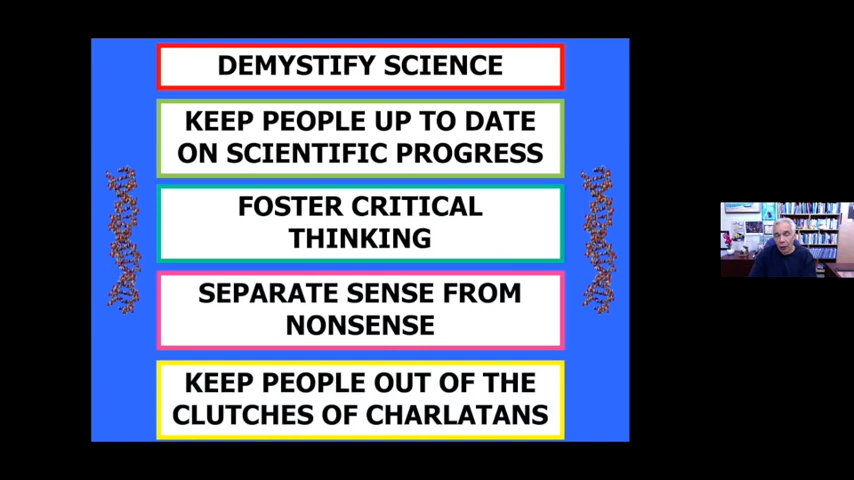 DEMYSTIFY SCIENCE
KEEP PEOPLE UP TO DATE
ON SCIENTIFIC PROGRESS
FOSTER CRITICAL
THINKING
SEPARATE SENSE FROM
NONSENSE
KEEP PEOPLE OUT OF THE
CLUTCHES OF CHARLATANS